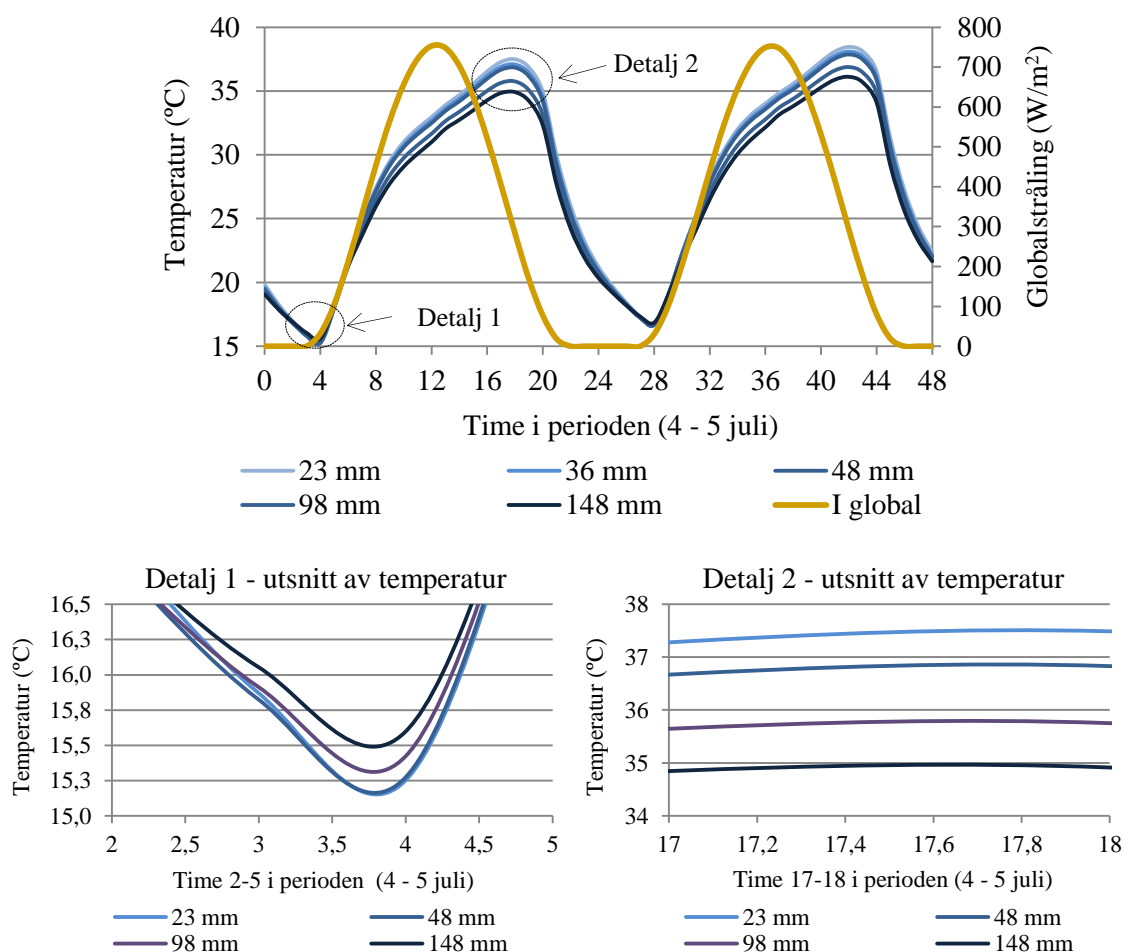 40 800
35 700
30 600
25 500
20 400
15 300
200
100
0
Temperatur (ºC)
Globalstråling (W/m²)
Detalj 2
Detalj 1
0 4 8 12 16 20 24 28 32 36 40 44 48
Time i perioden (4 - 5 juli)
23 mm 36 mm 48 mm
98 mm 148 mm I global
Detalj 1 - utsnitt av temperatur
16,5
16,3
16,0
15,8
15,5
15,3
15,0
Temperatur (ºC)
2 2,5 3 3,5 4 4,5 5
Time 2-5 i perioden (4 - 5 juli)
23 mm 48 mm
98 mm 148 mm
Detalj 2 - utsnitt av temperatur
38
37
36
35
34
Temperatur (ºC)
17 17,2 17,4 17,6 17,8 18
Time 17-18 i perioden (4 - 5 juli)
23 mm 48 mm
98 mm 148 mm